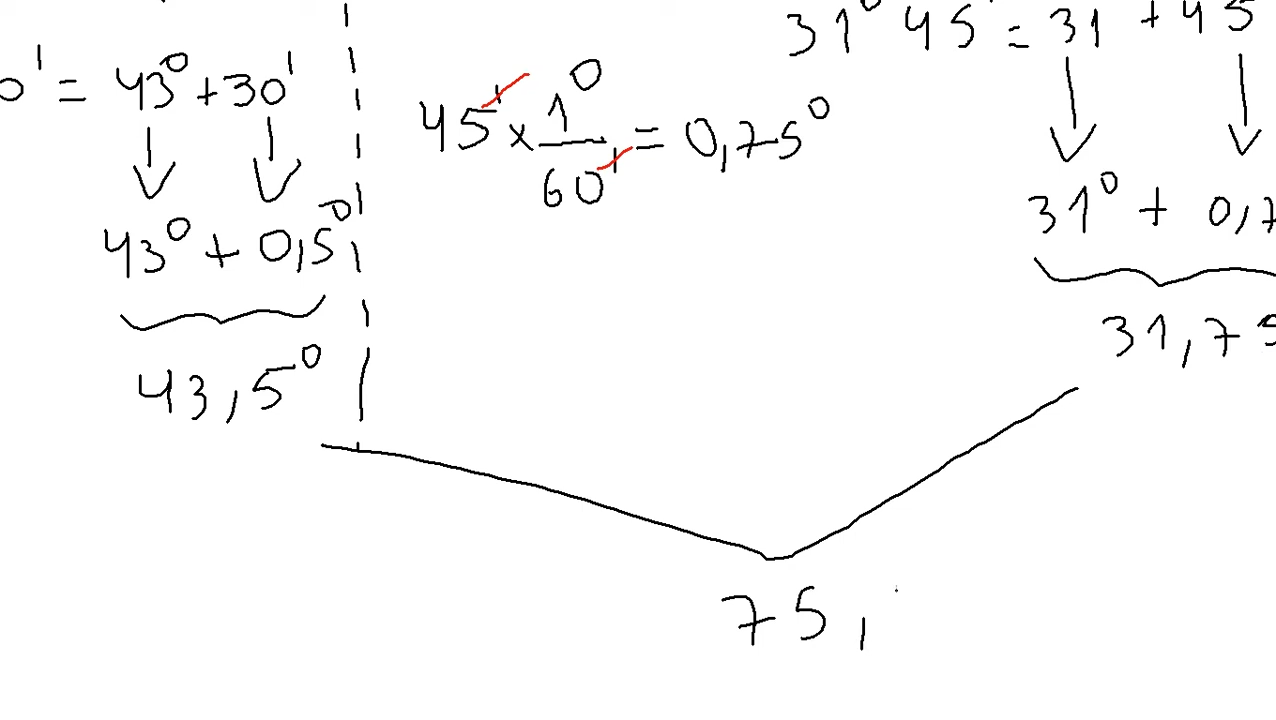 0' = 43° + 30'
43° + 0,5°
43,5°
45' x 1° / 60' = 0,75°
31° 45' = 31 + 45
31° + 0,7
31,75
75,